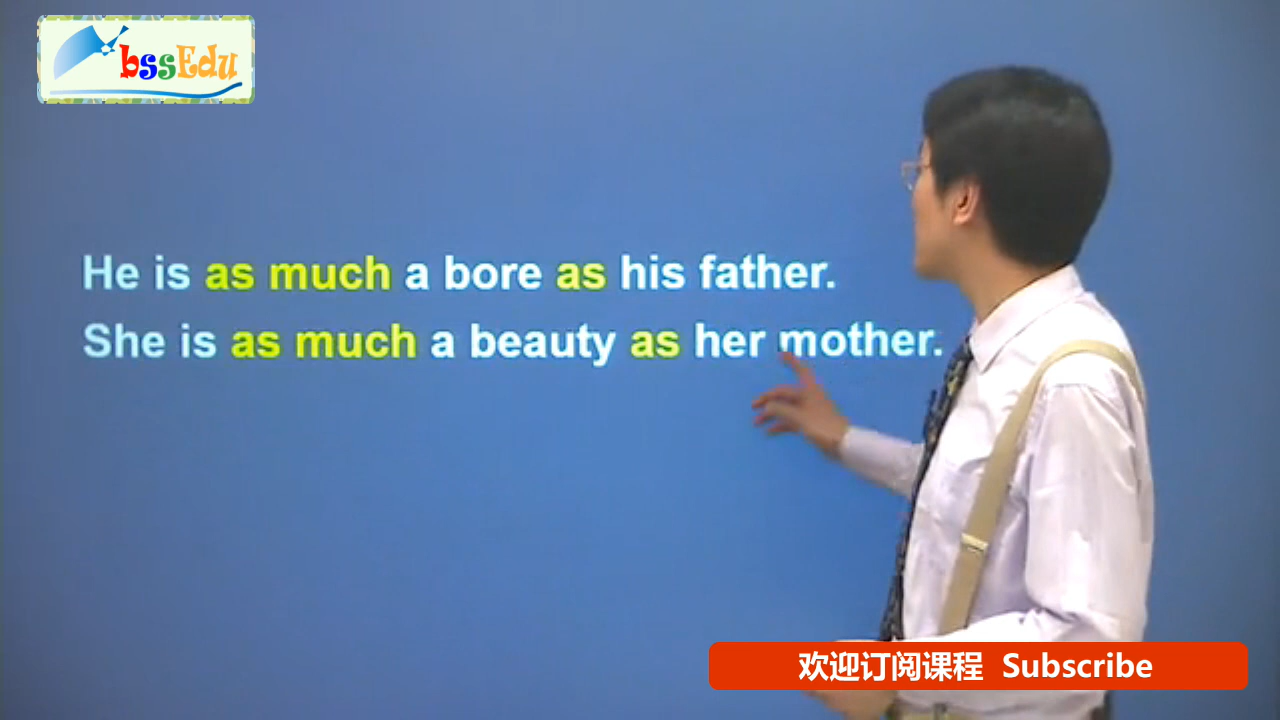 bssEdu
He is as much a bore as his father.
She is as much a beauty as her mother.
欢迎订阅课程 Subscribe